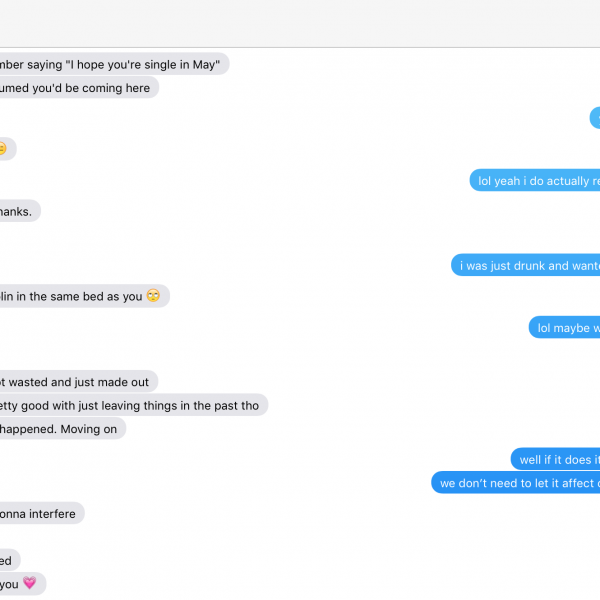 mber saying "I hope you're single in May"
umed you'd be coming here
lol yeah i do actually re
hanks.
i was just drunk and wante
lin in the same bed as you 🙄
lol maybe w
t wasted and just made out
etty good with just leaving things in the past tho
happened. Moving on
well if it does i
we don't need to let it affect
onna interfere
ed
you 💗